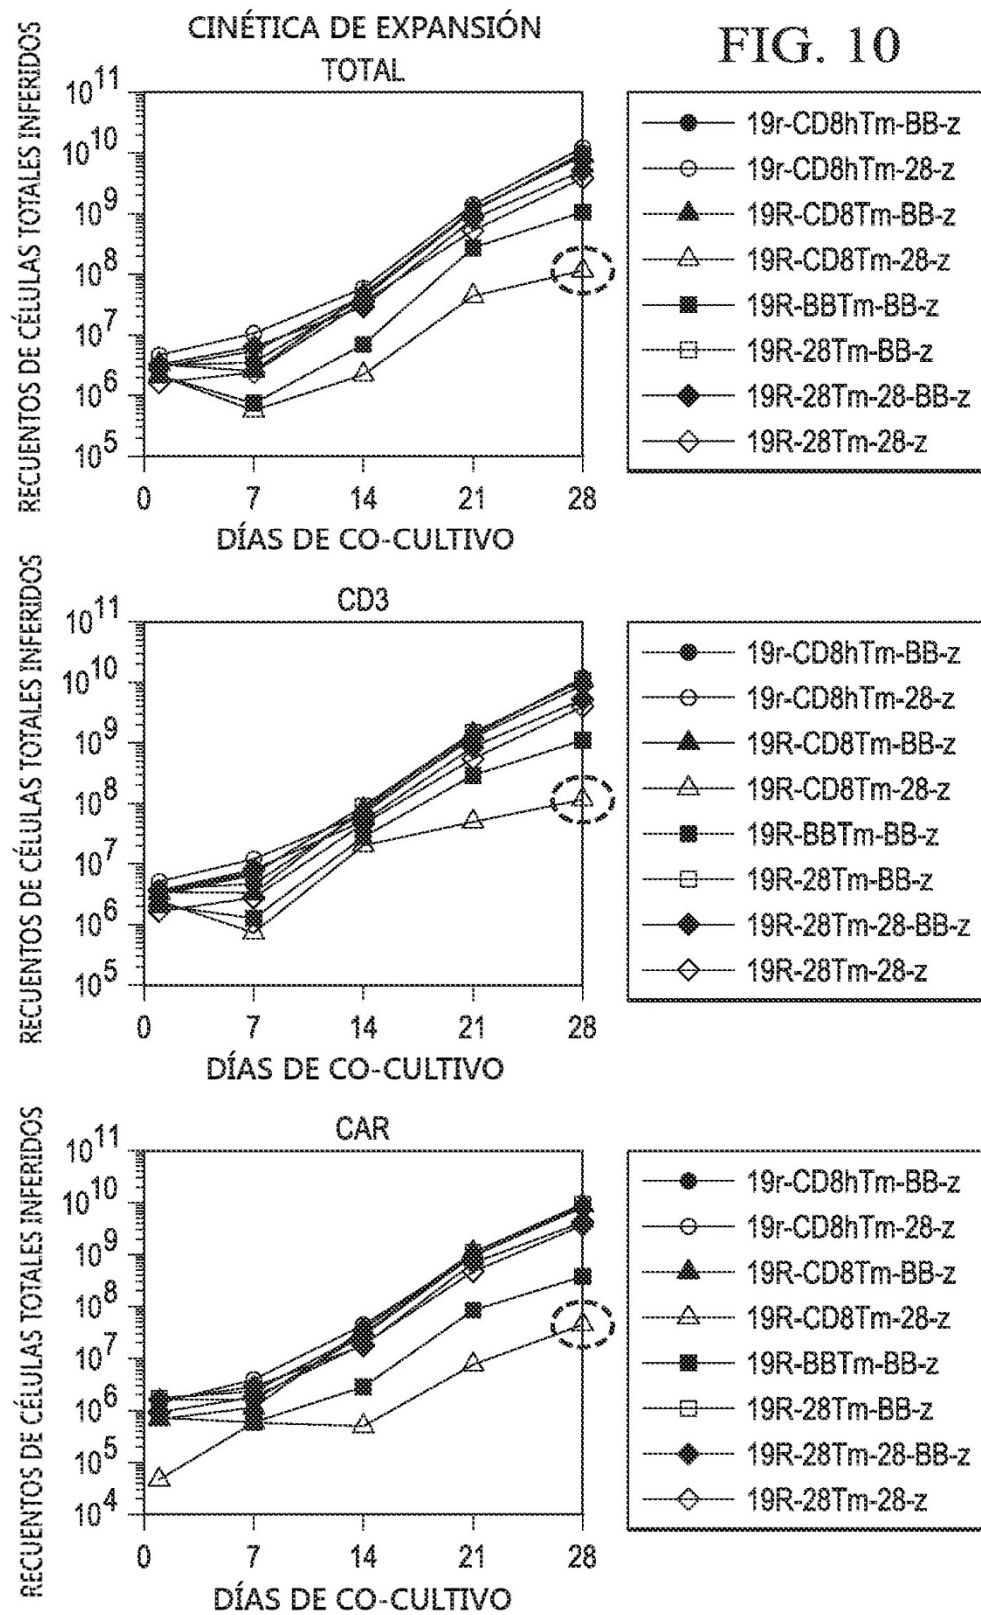 CINÉTICA DE EXPANSIÓN
TOTAL
FIG. 10
RECUENTOS DE CÉLULAS TOTALES INFERIDOS
10^11
10^10
10^9
10^8
10^7
10^6
10^5
0 7 14 21 28
DÍAS DE CO-CULTIVO
19r-CD8hTm-BB-z
19r-CD8hTm-28-z
19R-CD8Tm-BB-z
19R-CD8Tm-28-z
19R-BBTm-BB-z
19R-28Tm-BB-z
19R-28Tm-28-BB-z
19R-28Tm-28-z
CD3
RECUENTOS DE CÉLULAS TOTALES INFERIDOS
10^11
10^10
10^9
10^8
10^7
10^6
10^5
0 7 14 21 28
DÍAS DE CO-CULTIVO
19r-CD8hTm-BB-z
19r-CD8hTm-28-z
19R-CD8Tm-BB-z
19R-CD8Tm-28-z
19R-BBTm-BB-z
19R-28Tm-BB-z
19R-28Tm-28-BB-z
19R-28Tm-28-z
CAR
RECUENTOS DE CÉLULAS TOTALES INFERIDOS
10^11
10^10
10^9
10^8
10^7
10^6
10^5
10^4
0 7 14 21 28
DÍAS DE CO-CULTIVO
19r-CD8hTm-BB-z
19r-CD8hTm-28-z
19R-CD8Tm-BB-z
19R-CD8Tm-28-z
19R-BBTm-BB-z
19R-28Tm-BB-z
19R-28Tm-28-BB-z
19R-28Tm-28-z